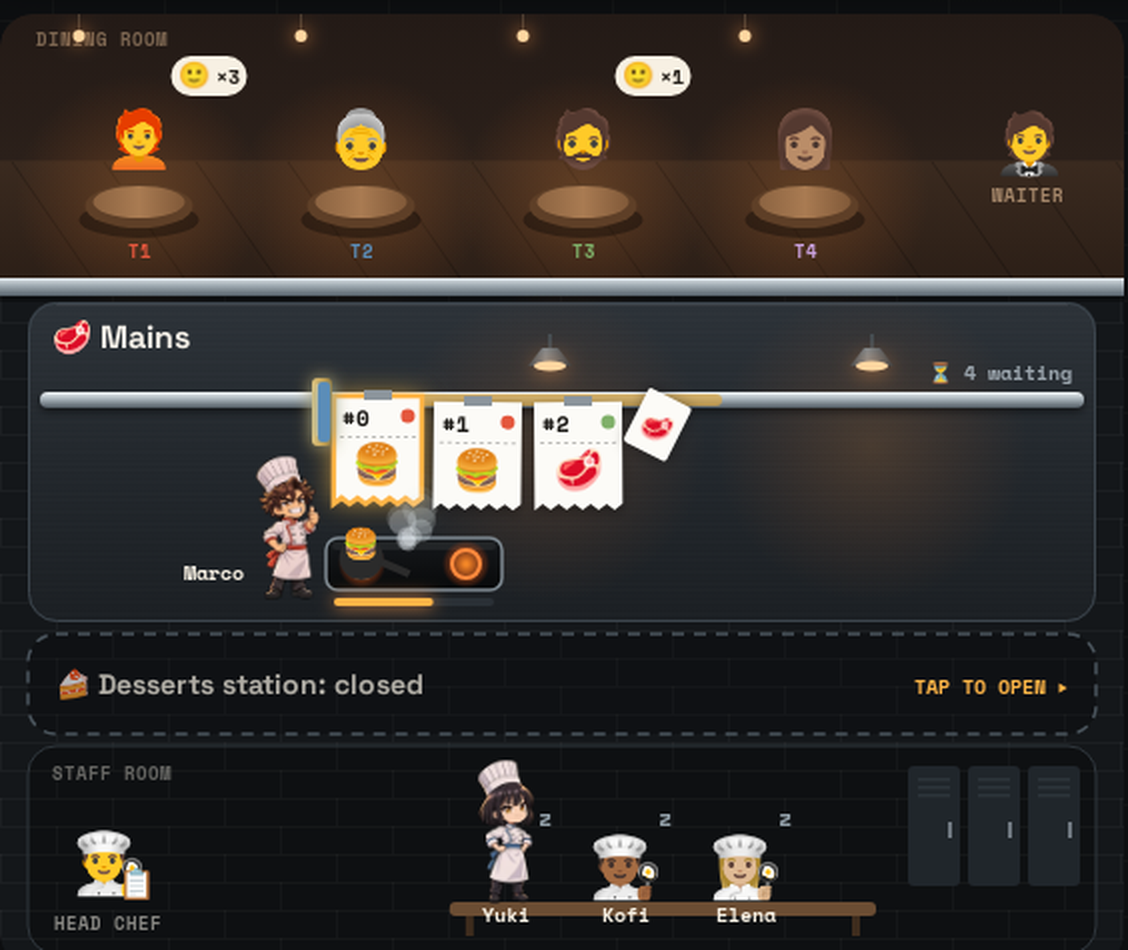 DINING ROOM
×3
×1
WAITER
T1
T2
T3
T4
Mains
4 waiting
#0
#1
#2
Marco
Desserts station: closed
TAP TO OPEN ▸
STAFF ROOM
z
z
z
HEAD CHEF
Yuki
Kofi
Elena